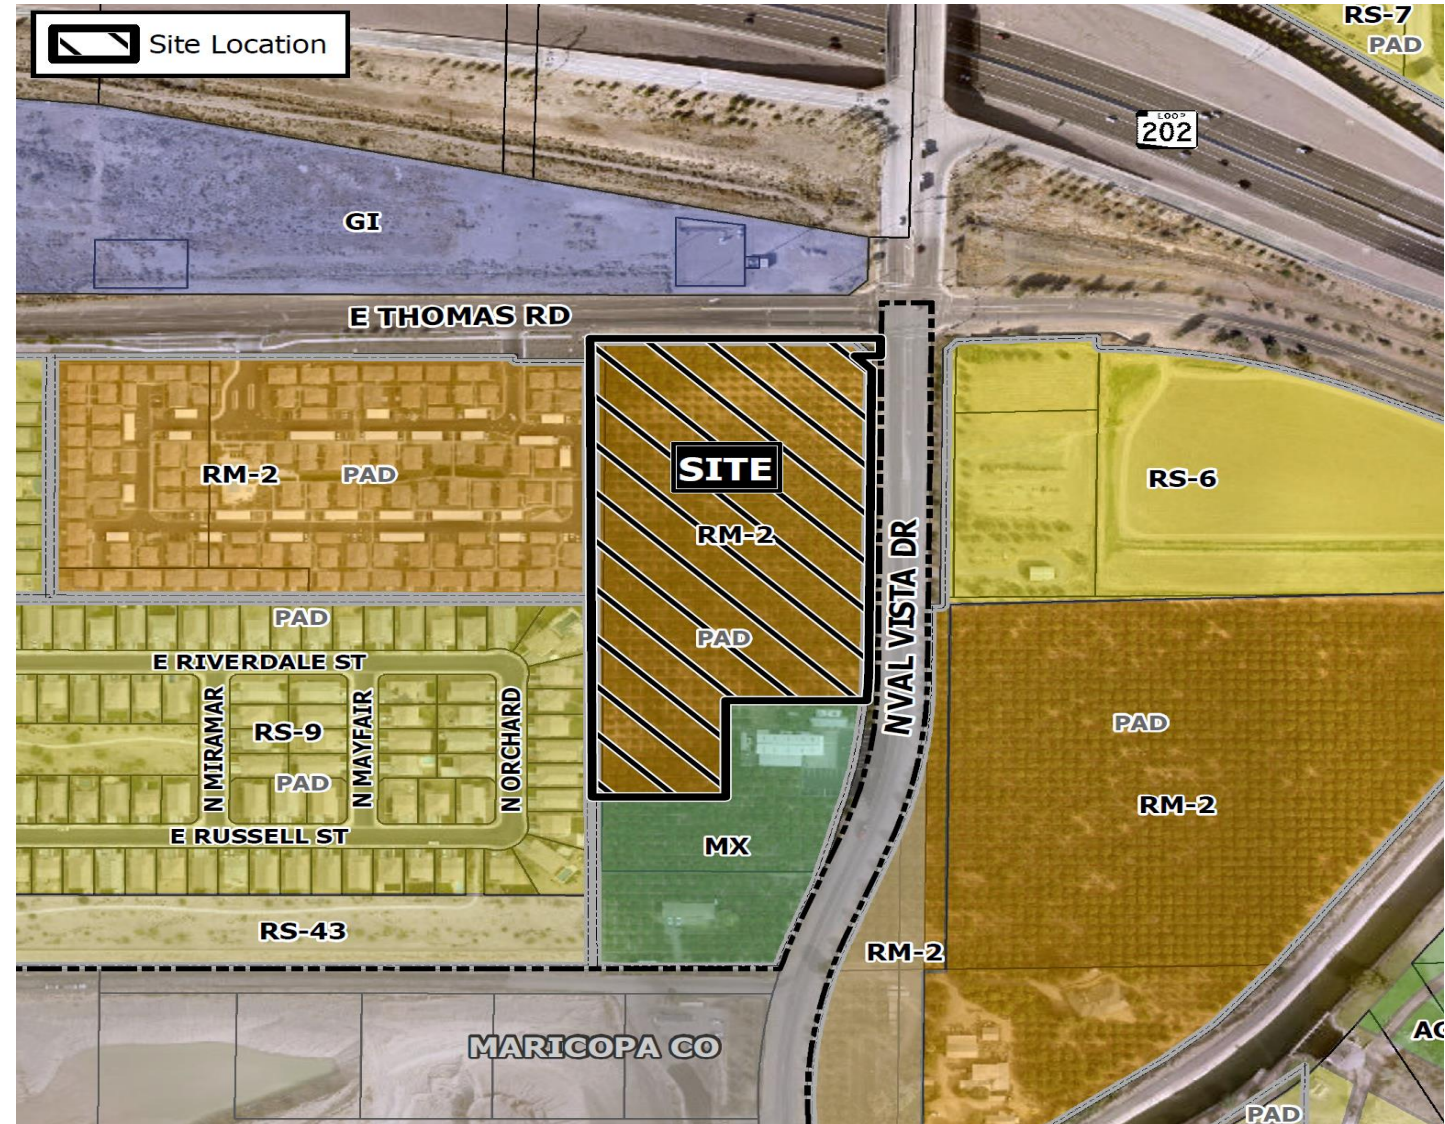 Site Location
RS-7
PAD
LOOP
202
GI
E THOMAS RD
SITE
RM-2
PAD
RM-2
PAD
RS-6
N VAL VISTA DR
PAD
E RIVERDALE ST
N MIRAMAR
RS-9
PAD
N MAYFAIR
N ORCHARD
E RUSSELL ST
PAD
RM-2
MX
RS-43
RM-2
MARICOPA CO
AG
PAD